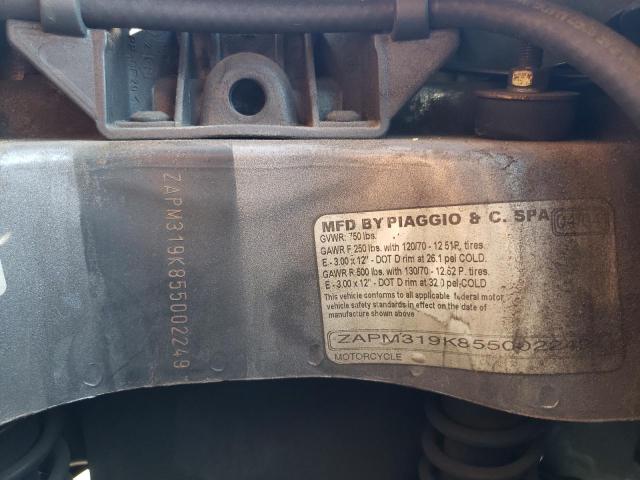 ZAPM319K855002249
MFD BY PIAGGIO & C. SPA
GVWR: 750 lbs.
GAWR F 250 lbs. with 120/70 - 12 51P, tires.
E - 3.00 x 12" - DOT D rim at 26.1 psi COLD.
GAWR R 500 lbs. with 130/70 - 12.62 P. tires.
E - 3.00 x 12" - DOT D rim at 32.0 psi COLD
This vehicle conforms to all applicable federal motor
vehicle safety standards in effect on the date of
manufacture shown above.
ZAPM319K855002249
MOTORCYCLE